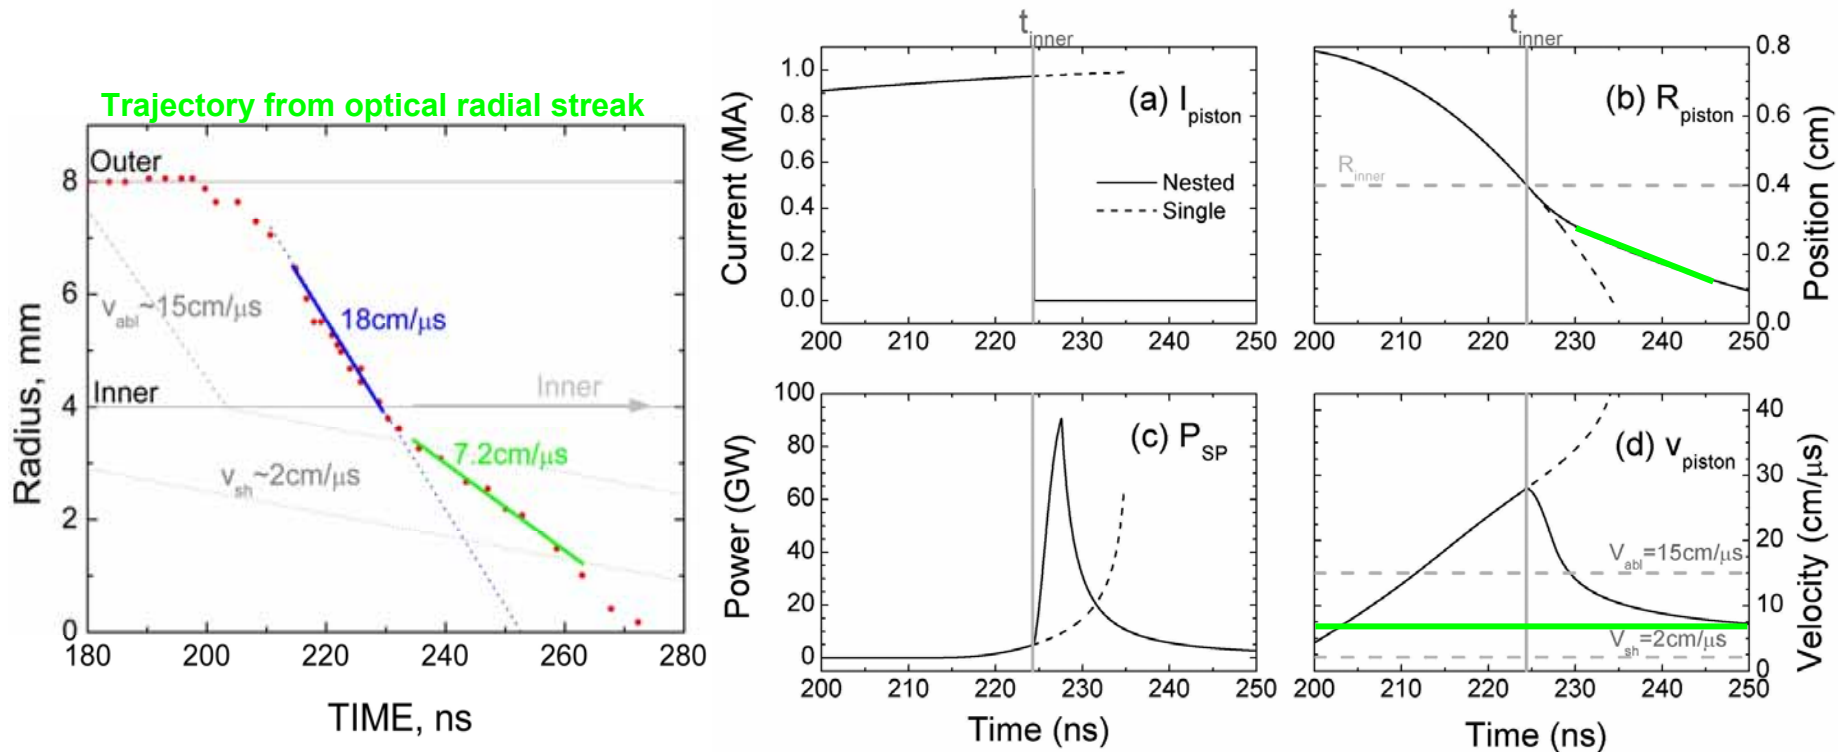 Trajectory from optical radial streak
Outer
v_abl~15cm/μs
18cm/μs
Inner
Inner
7.2cm/μs
v_sh~2cm/μs
Radius, mm
8
6
4
2
0
180 200 220 240 260 280
TIME, ns
t_inner
(a) I_piston
Nested
Single
Current (MA)
1.0
0.8
0.6
0.4
0.2
0.0
200 210 220 230 240 250
t_inner
(b) R_piston
R_inner
Position (cm)
0.8
0.6
0.4
0.2
0.0
200 210 220 230 240 250
(c) P_SP
Power (GW)
100
80
60
40
20
0
200 210 220 230 240 250
Time (ns)
(d) v_piston
V_abl=15cm/μs
V_sh=2cm/μs
Velocity (cm/μs)
40
30
20
10
0
200 210 220 230 240 250
Time (ns)